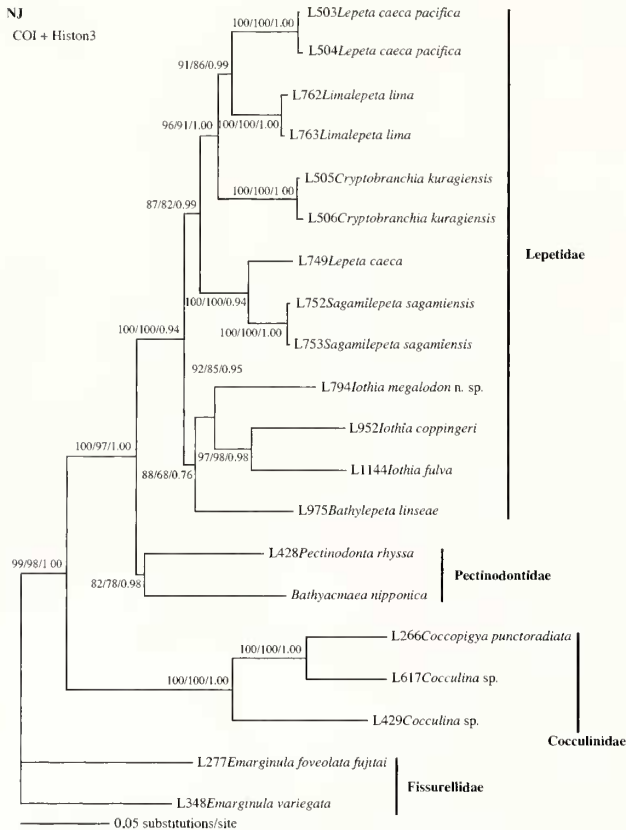 NJ
COI + Histon3
L503Lepeta caeca pacifica
100/100/1.00
L504Lepeta caeca pacifica
91/86/0.99
L762Limalepeta lima
96/91/1.00
100/100/1.00
L763Limalepeta lima
L505Cryptobranchia kuragiensis
100/100/1.00
L506Cryptobranchia kuragiensis
87/82/0.99
Lepetidae
L749Lepeta caeca
100/100/0.94
L752Sagamilepeta sagamiensis
100/100/1.00
L753Sagamilepeta sagamiensis
100/100/0.94
92/85/0.95
L794Iothia megalodon n. sp.
L952Iothia coppingeri
100/97/1.00
97/98/0.98
L1144Iothia fulva
88/68/0.76
L975Bathylepeta linseae
L428Pectinodonta rhyssa
99/98/1.00
Pectinodontidae
82/78/0.98
Bathyacmaea nipponica
L266Coccopigya punctoradiata
100/100/1.00
L617Cocculina sp.
100/100/1.00
L429Cocculina sp.
Cocculinidae
L277Emarginula foveolata fujitai
Fissurellidae
L348Emarginula variegata
0.05 substitutions/site